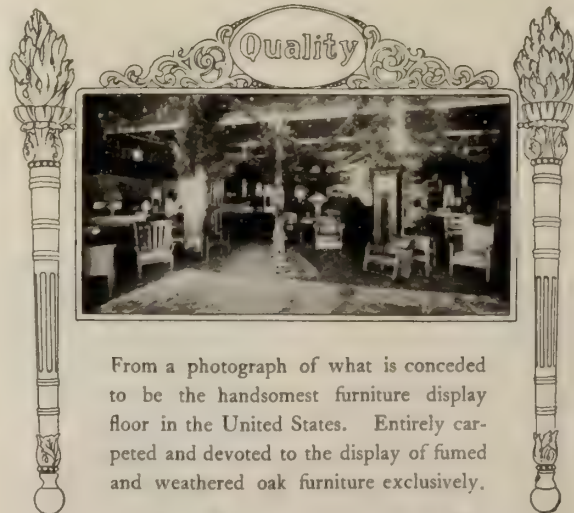 Quality
From a photograph of what is conceded
to be the handsomest furniture display
floor in the United States. Entirely car-
peted and devoted to the display of fumed
and weathered oak furniture exclusively.